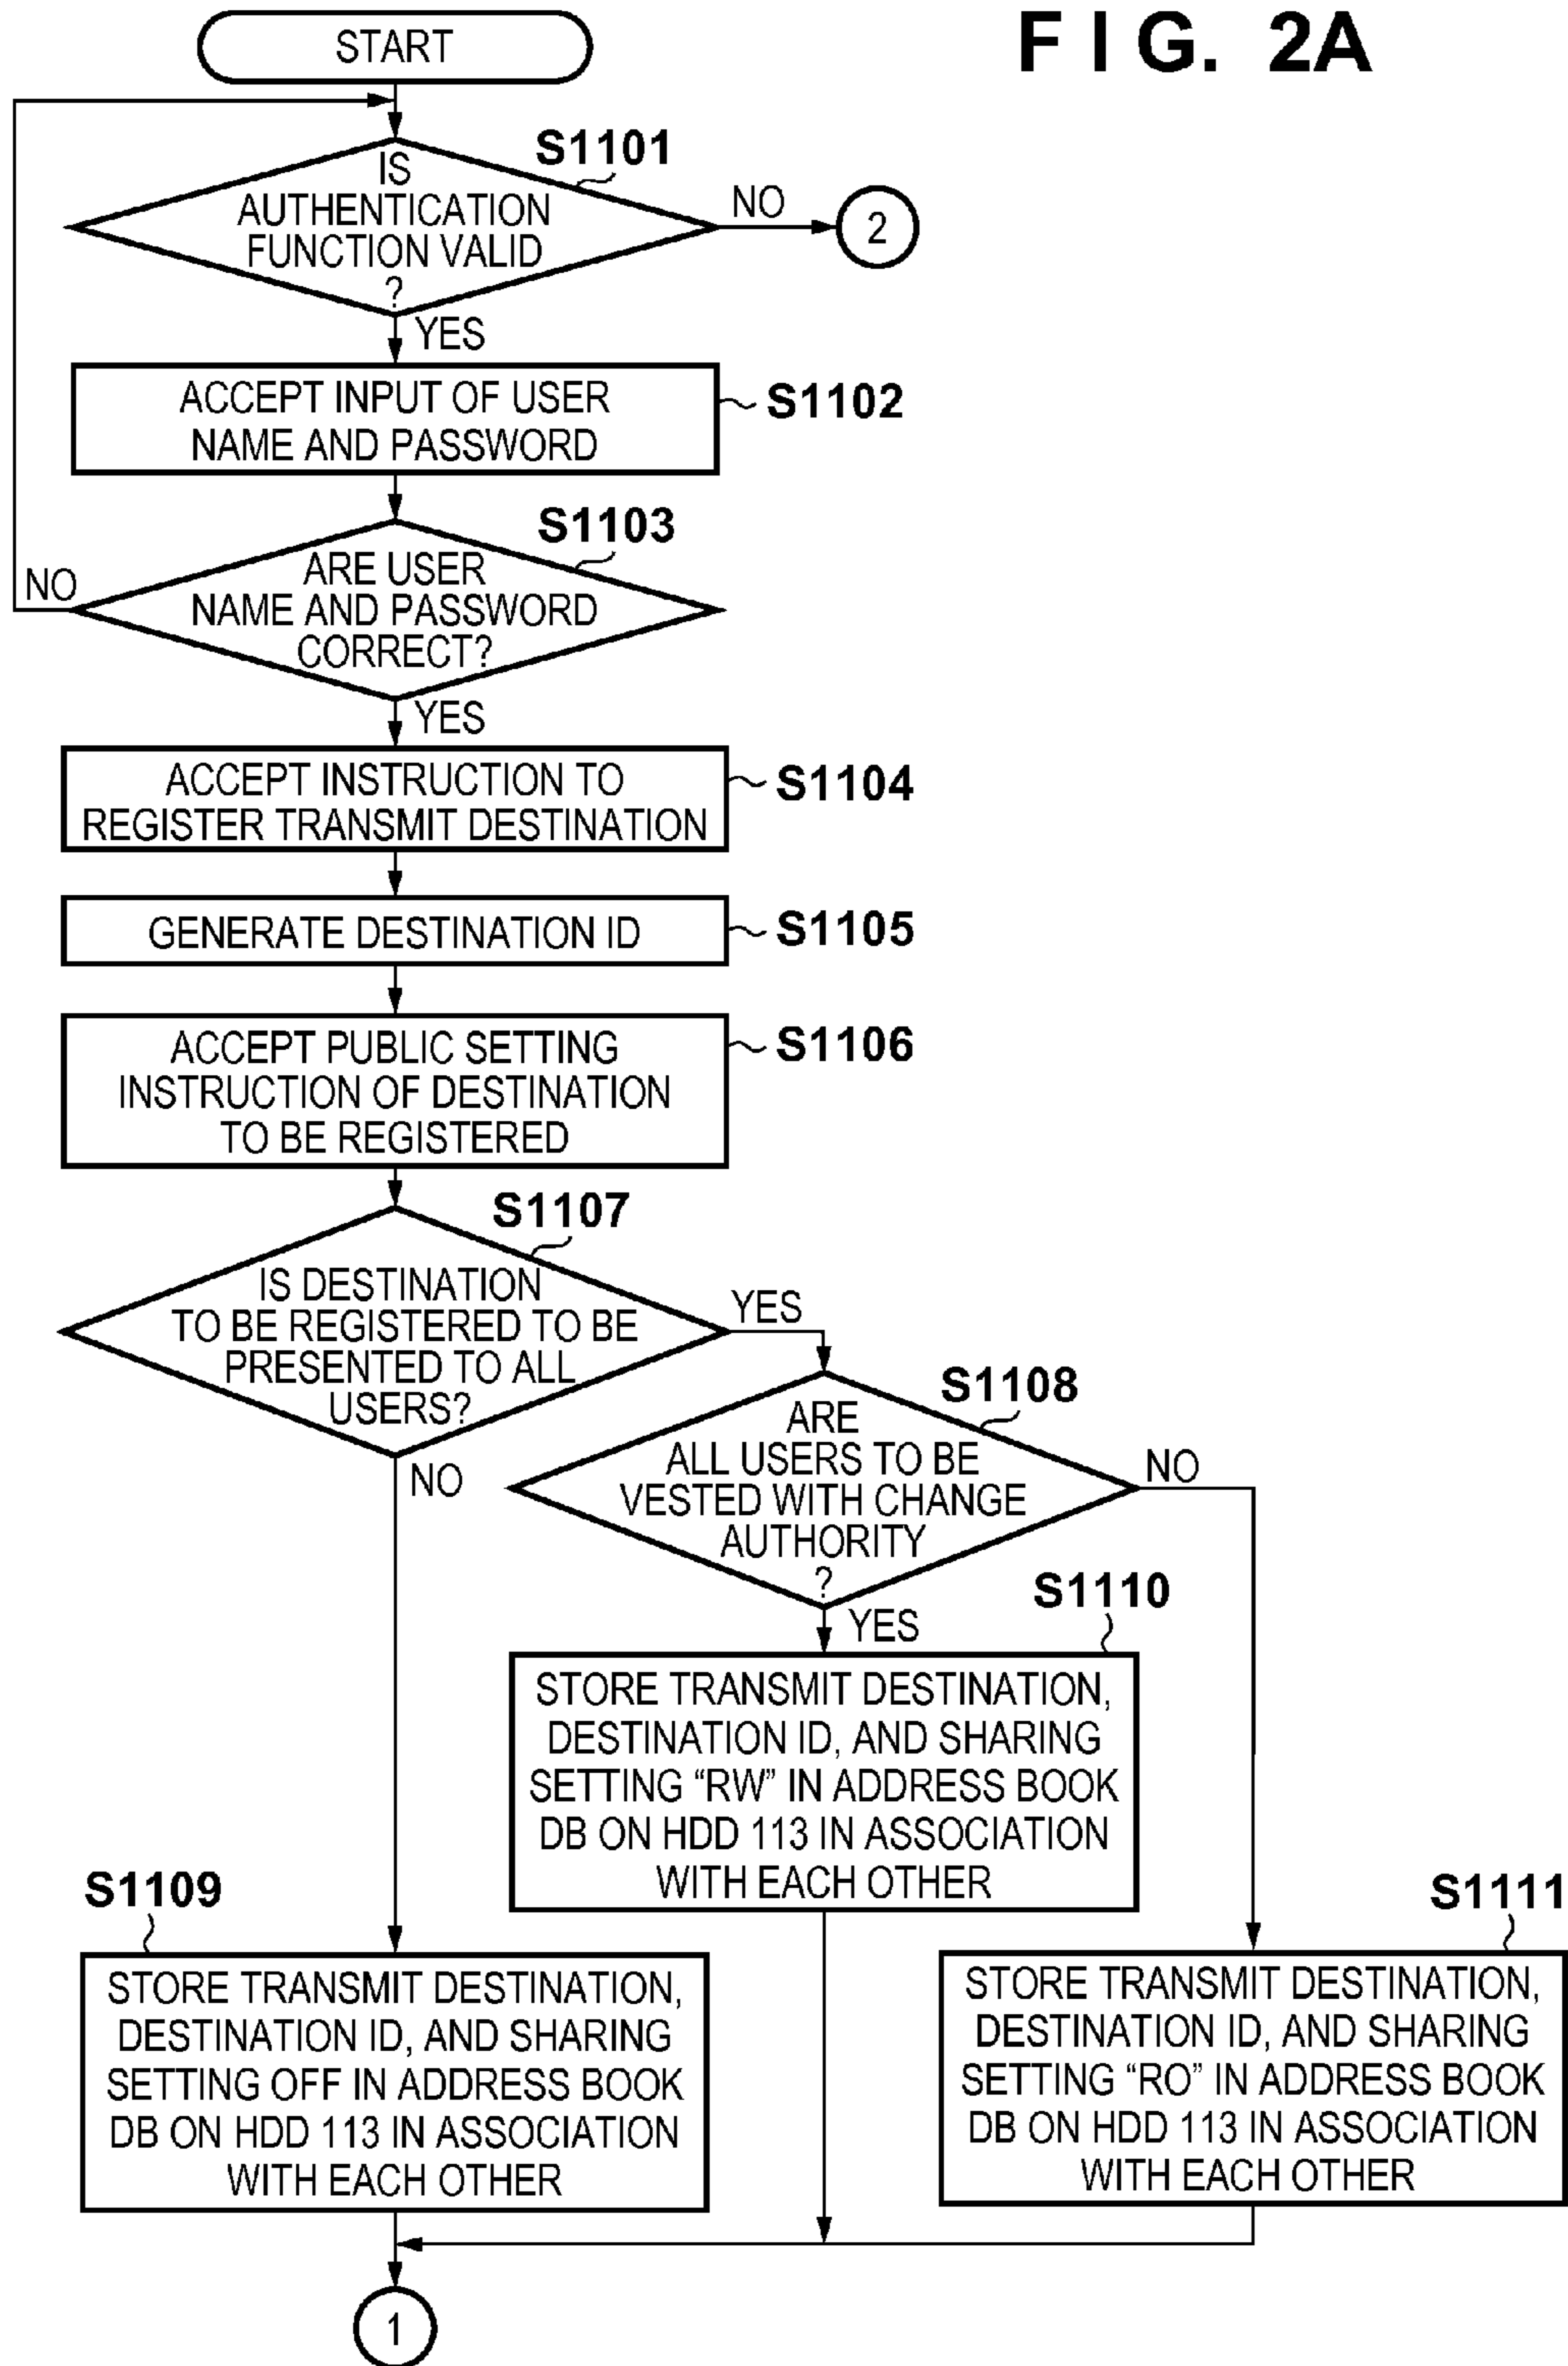 F I G. 2A
START
S1101
IS
AUTHENTICATION
FUNCTION VALID
?
NO
2
YES
ACCEPT INPUT OF USER
NAME AND PASSWORD
S1102
S1103
ARE USER
NAME AND PASSWORD
CORRECT?
NO
YES
ACCEPT INSTRUCTION TO
REGISTER TRANSMIT DESTINATION
S1104
GENERATE DESTINATION ID
S1105
ACCEPT PUBLIC SETTING
INSTRUCTION OF DESTINATION
TO BE REGISTERED
S1106
S1107
IS DESTINATION
TO BE REGISTERED TO BE
PRESENTED TO ALL
USERS?
YES
NO
S1108
ARE
ALL USERS TO BE
VESTED WITH CHANGE
AUTHORITY
?
NO
YES
S1110
STORE TRANSMIT DESTINATION,
DESTINATION ID, AND SHARING
SETTING “RW” IN ADDRESS BOOK
DB ON HDD 113 IN ASSOCIATION
WITH EACH OTHER
S1109
STORE TRANSMIT DESTINATION,
DESTINATION ID, AND SHARING
SETTING OFF IN ADDRESS BOOK
DB ON HDD 113 IN ASSOCIATION
WITH EACH OTHER
S1111
STORE TRANSMIT DESTINATION,
DESTINATION ID, AND SHARING
SETTING “RO” IN ADDRESS BOOK
DB ON HDD 113 IN ASSOCIATION
WITH EACH OTHER
1